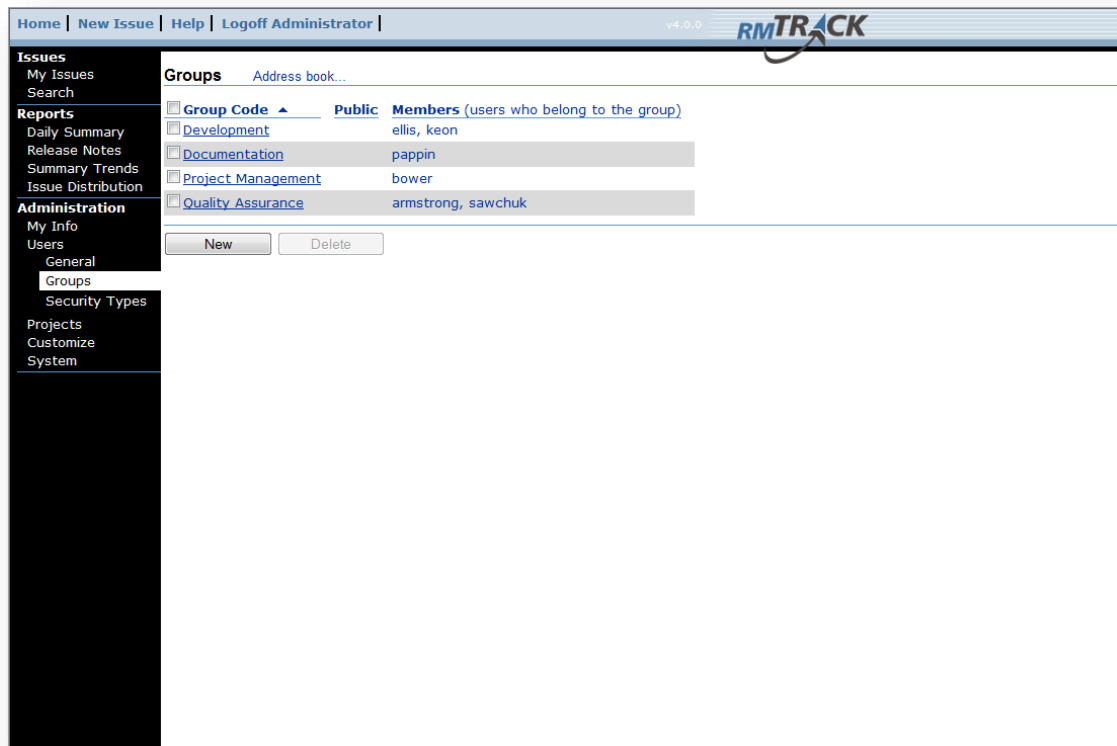 Home | New Issue | Help | Logoff Administrator |
v4.0.0
RMTRACK
Issues
My Issues
Search
Reports
Daily Summary
Release Notes
Summary Trends
Issue Distribution
Administration
My Info
Users
General
Groups
Security Types
Projects
Customize
System
Groups Address book...
Group Code Public Members (users who belong to the group)
Development ellis, keon
Documentation pappin
Project Management bower
Quality Assurance armstrong, sawchuk
New Delete